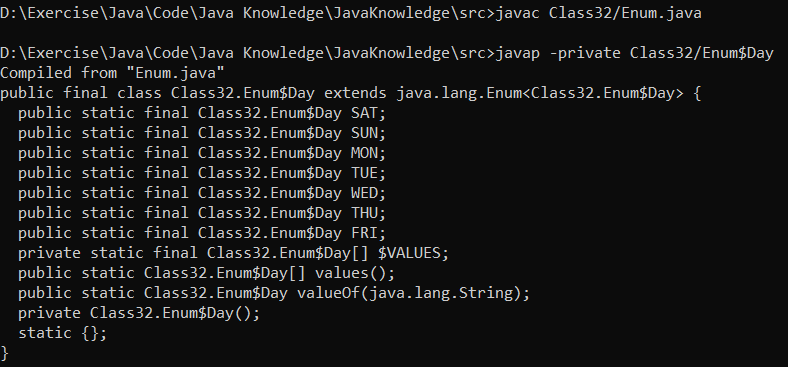 D:\Exercise\Java\Code\Java Knowledge\JavaKnowledge\src>javac Class32/Enum.java
D:\Exercise\Java\Code\Java Knowledge\JavaKnowledge\src>javap -private Class32/Enum$Day
Compiled from "Enum.java"
public final class Class32.Enum$Day extends java.lang.Enum<Class32.Enum$Day> {
  public static final Class32.Enum$Day SAT;
  public static final Class32.Enum$Day SUN;
  public static final Class32.Enum$Day MON;
  public static final Class32.Enum$Day TUE;
  public static final Class32.Enum$Day WED;
  public static final Class32.Enum$Day THU;
  public static final Class32.Enum$Day FRI;
  private static final Class32.Enum$Day[] $VALUES;
  public static Class32.Enum$Day[] values();
  public static Class32.Enum$Day valueOf(java.lang.String);
  private Class32.Enum$Day();
  static {};
}